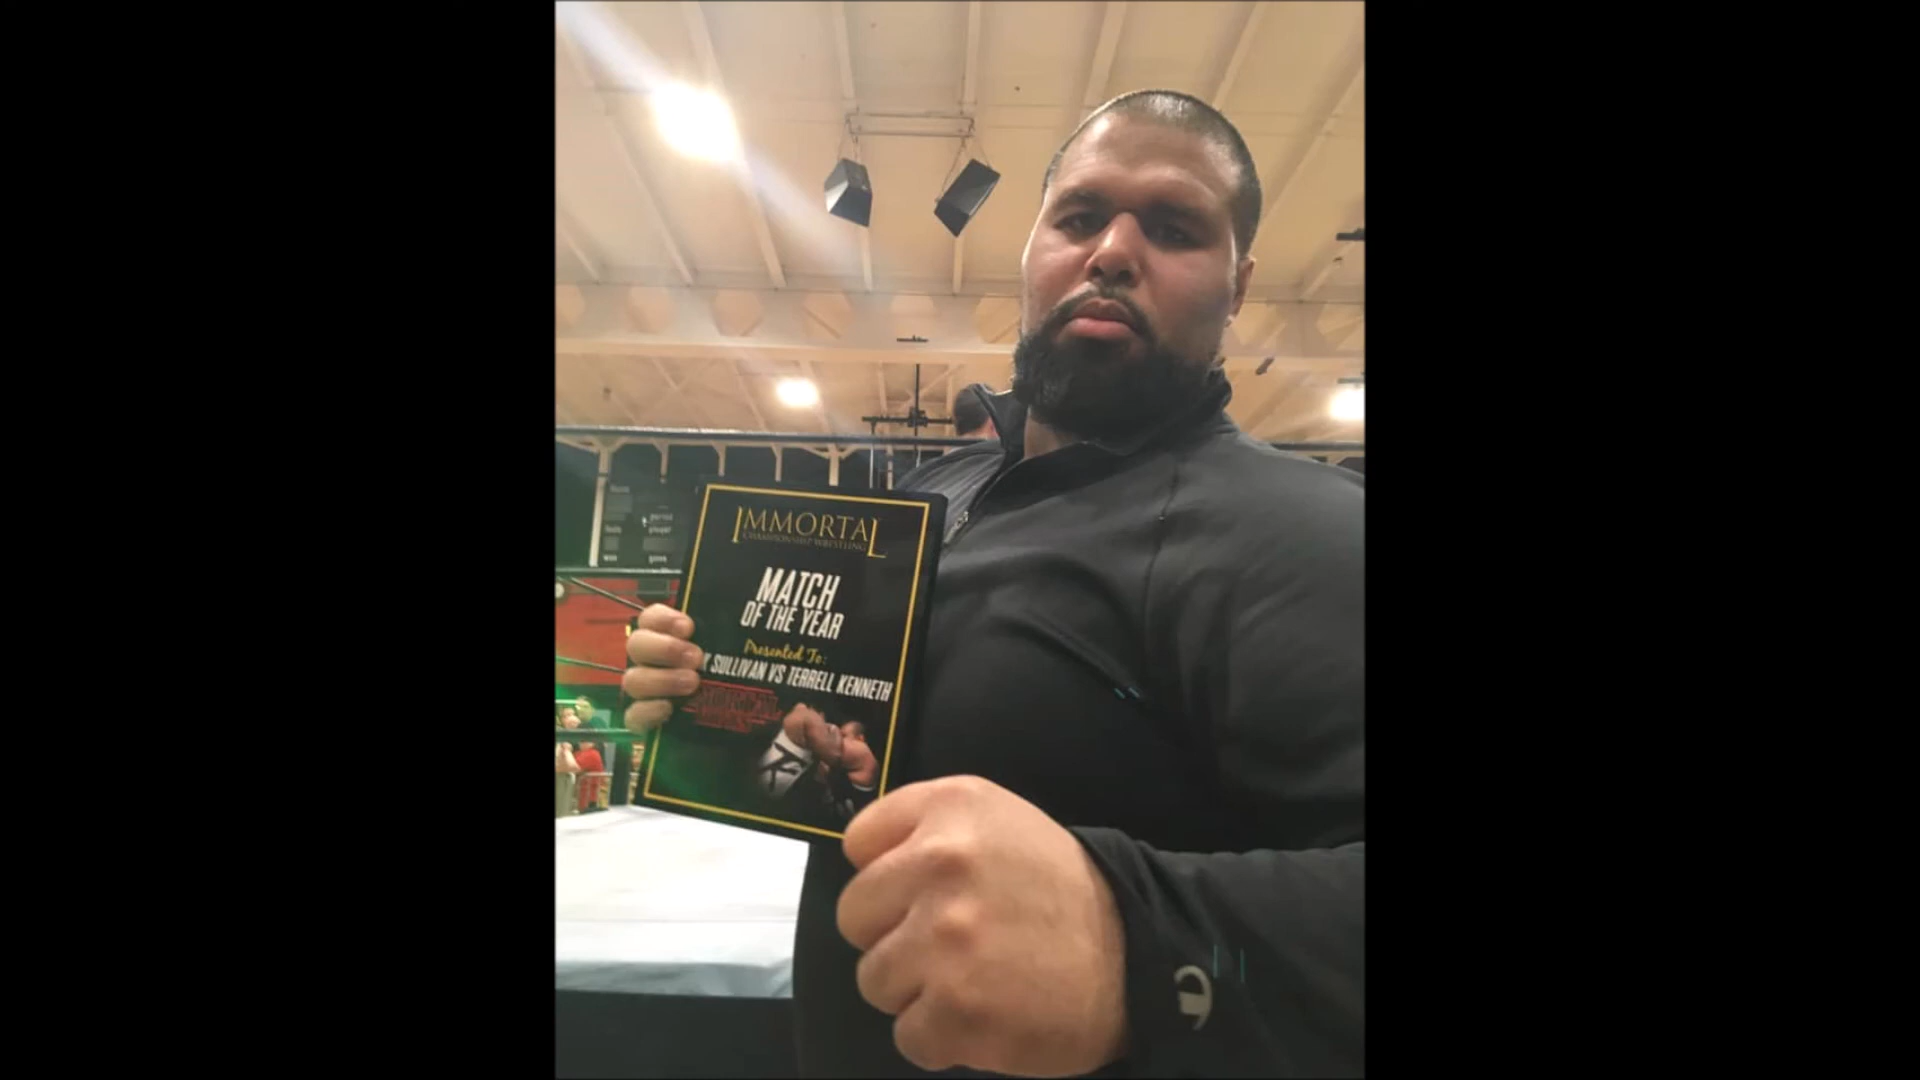 IMMORTAL
CHAMPIONSHIP WRESTLING
MATCH
OF THE YEAR
Presented To:
K SULLIVAN VS TERRELL KENNETH